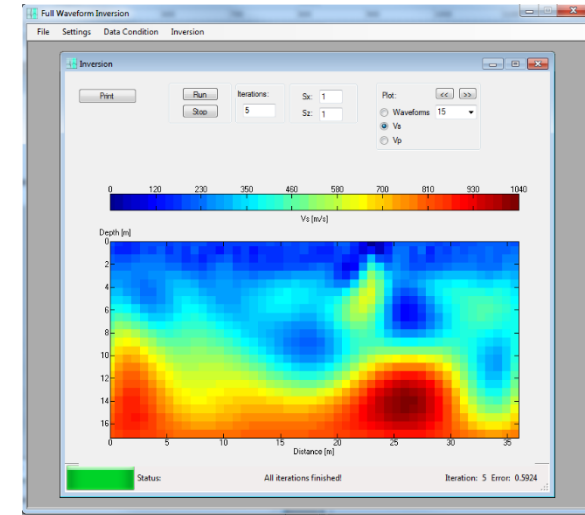 Full Waveform Inversion
File Settings Data Condition Inversion
Inversion
Print Run Iterations: Sx: 1 Plot: << >>
Stop 5 Sz: 1 Waveforms 15
Vs
Vp
0 120 230 350 460 580 700 810 930 1040
Vs [m/s]
Depth [m]
0
2
4
6
8
10
12
14
16
0 5 10 15 20 25 30 35
Distance [m]
Status: All iterations finished! Iteration: 5 Error: 0.5924